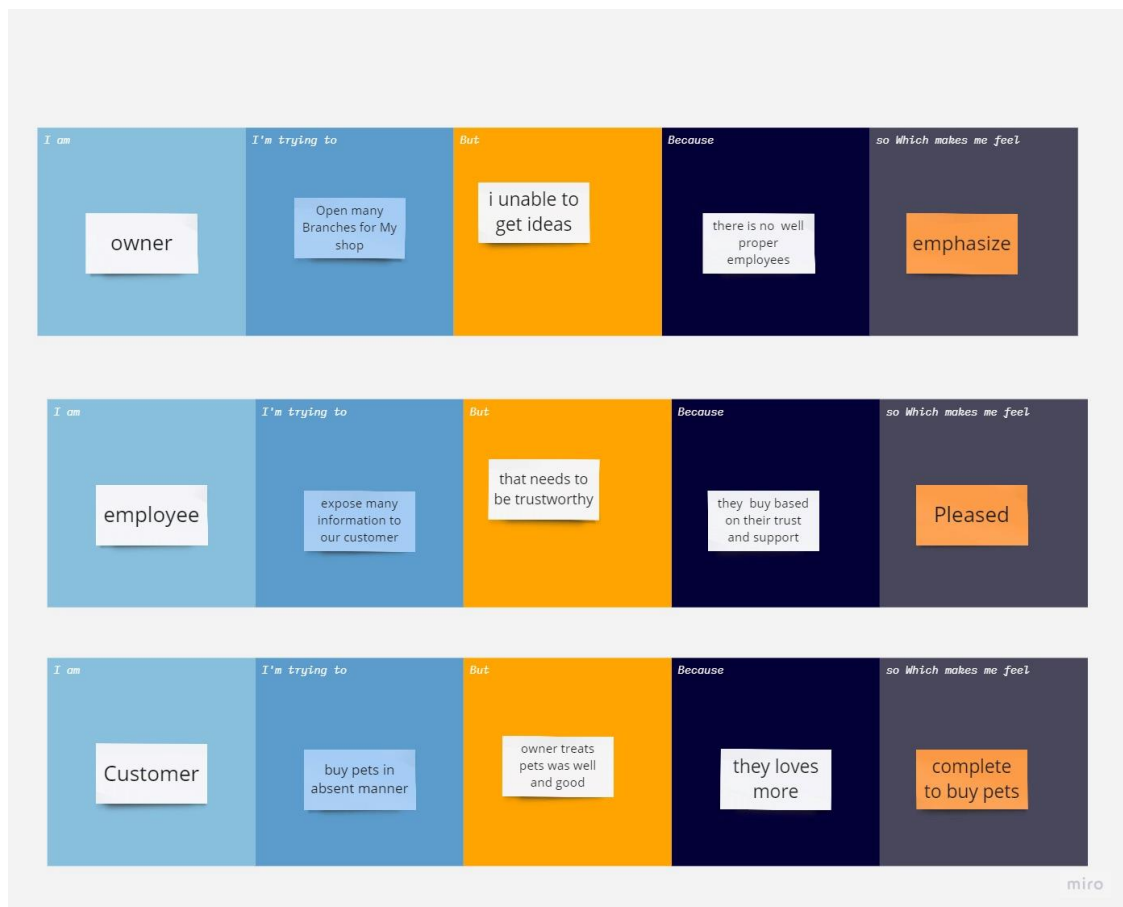 I am
I'm trying to
But
Because
so Which makes me feel
owner
Open many
Branches for My
shop
i unable to
get ideas
there is no well
proper
employees
emphasize
I am
I'm trying to
But
Because
so Which makes me feel
employee
expose many
information to
our customer
that needs to
be trustworthy
they buy based
on their trust
and support
Pleased
I am
I'm trying to
But
Because
so Which makes me feel
Customer
buy pets in
absent manner
owner treats
pets was well
and good
they loves
more
complete
to buy pets
miro